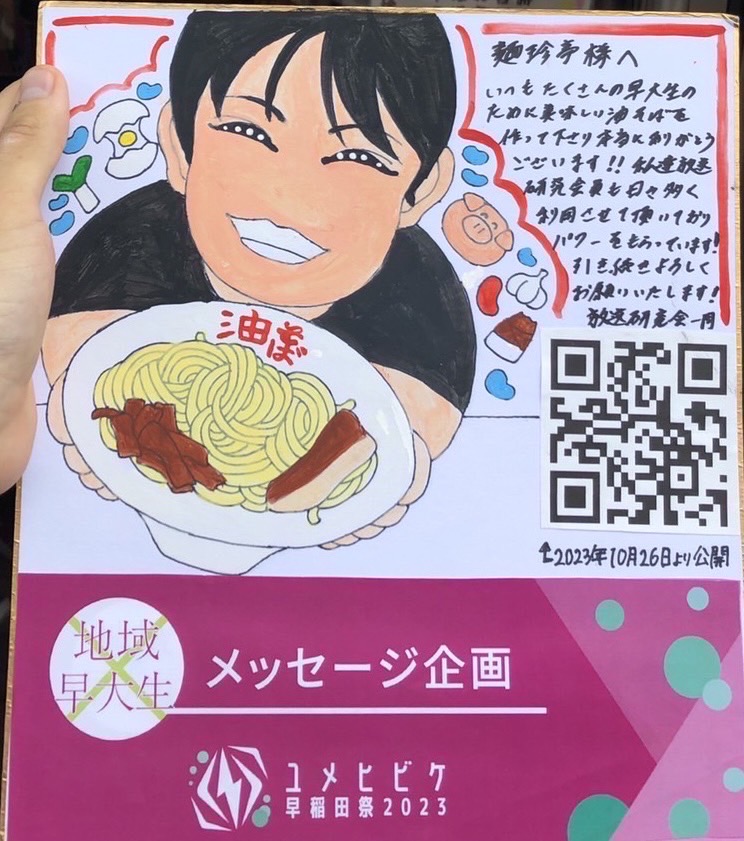 麺珍亭様へ
いつもたくさんの早大生の
ために美味しい油そばを
作って下さり本当にありがとう
ございます!!私達放送
研究会員も日々多く
利用させて頂いており
パワーをもらっています!
引き続きよろしく
お願いいたします!
放送研究会一同
油そば
↑2023年10月26日より公開
地域
早大生
メッセージ企画
ユメヒビケ
早稲田祭2023